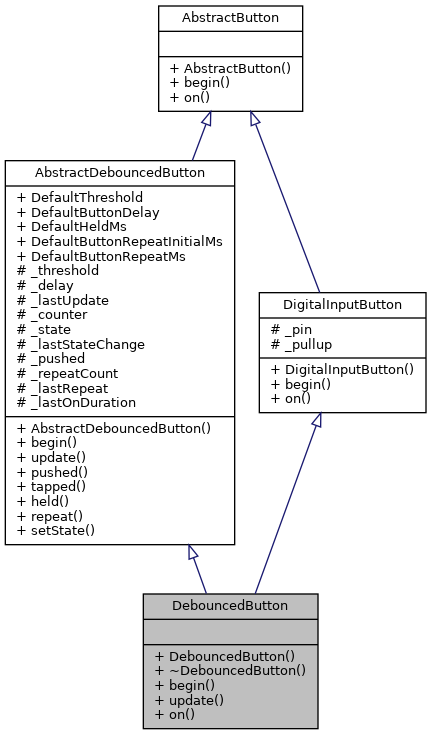 AbstractButton
+ AbstractButton()
+ begin()
+ on()
AbstractDebouncedButton
+ DefaultThreshold
+ DefaultButtonDelay
+ DefaultHeldMs
+ DefaultButtonRepeatInitialMs
+ DefaultButtonRepeatMs
# _threshold
# _delay
# _lastUpdate
# _counter
# _state
# _lastStateChange
# _pushed
# _repeatCount
# _lastRepeat
# _lastOnDuration
+ AbstractDebouncedButton()
+ begin()
+ update()
+ pushed()
+ tapped()
+ held()
+ repeat()
+ setState()
DigitalInputButton
# _pin
# _pullup
+ DigitalInputButton()
+ begin()
+ on()
DebouncedButton
+ DebouncedButton()
+ ~DebouncedButton()
+ begin()
+ update()
+ on()